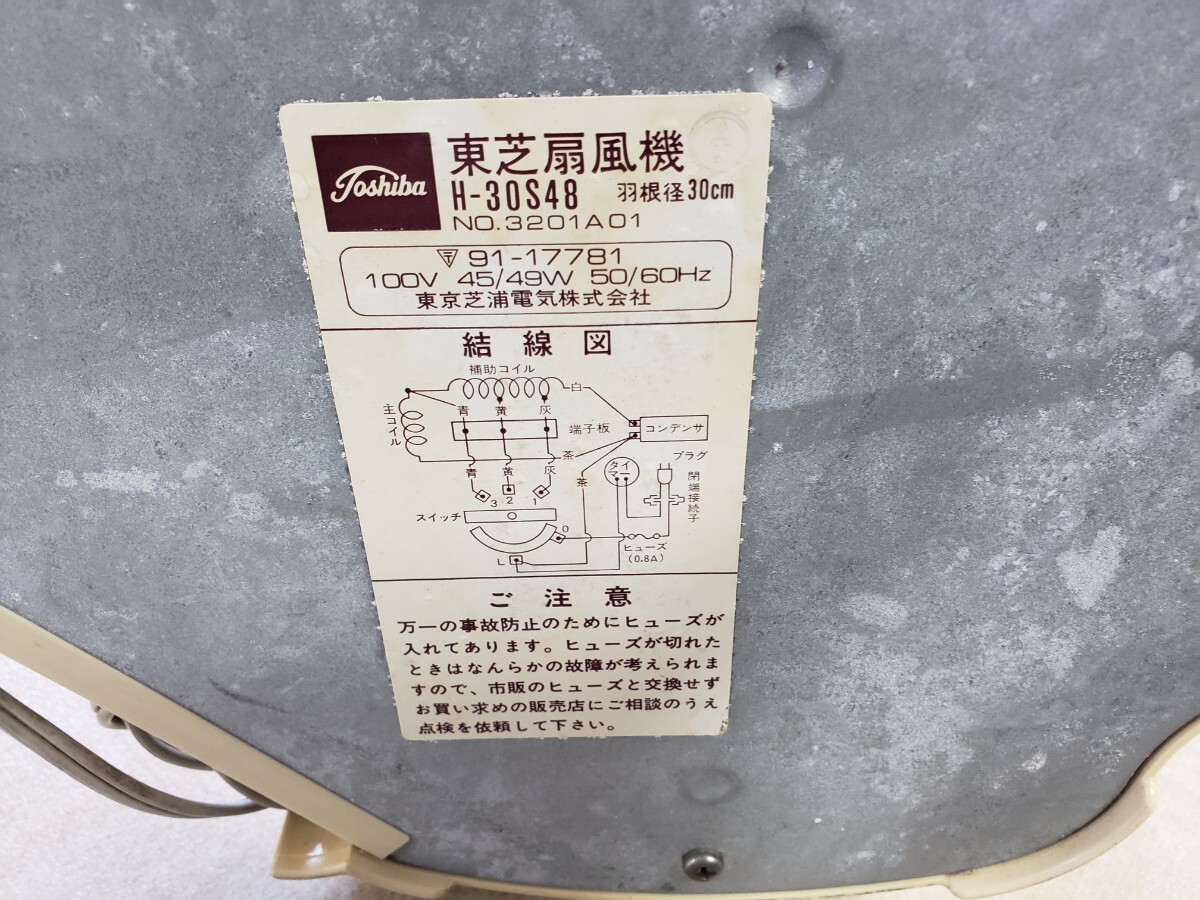 Toshiba
東芝扇風機
H-30S48 羽根径30cm
NO.3201A01
〒 91-17781
100V 45/49W 50/60Hz
東京芝浦電気株式会社
結線図
補助コイル
白
主コイル
青 黄 灰
端子板
コンデンサ
茶
青 黄 灰
茶
タイマー
プラグ
閉端接続子
3 2 1
スイッチ
0
ヒューズ
(0.8A)
L
ご注意
万一の事故防止のためにヒューズが
入れてあります。ヒューズが切れた
ときはなんらかの故障が考えられま
すので、市販のヒューズと交換せず
お買い求めの販売店にご相談のうえ
点検を依頼して下さい。